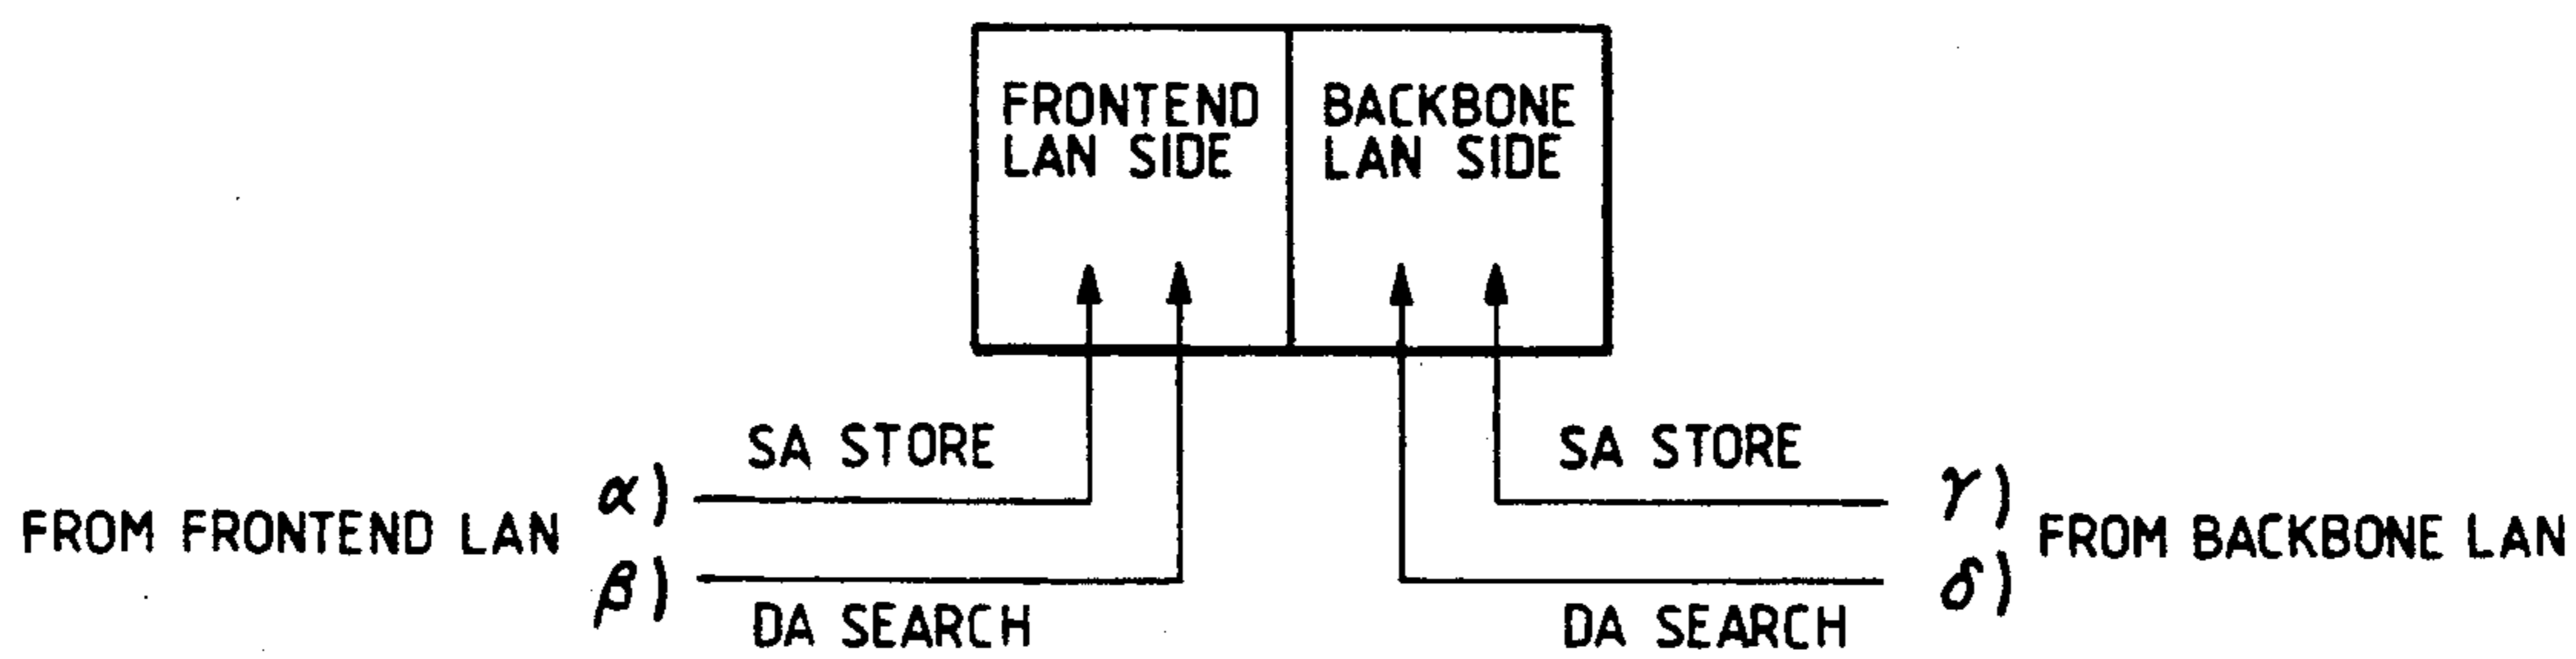 FRONTEND
LAN SIDE
BACKBONE
LAN SIDE
SA STORE
SA STORE
FROM FRONTEND LAN
α)
β)
γ)
δ)
FROM BACKBONE LAN
DA SEARCH
DA SEARCH